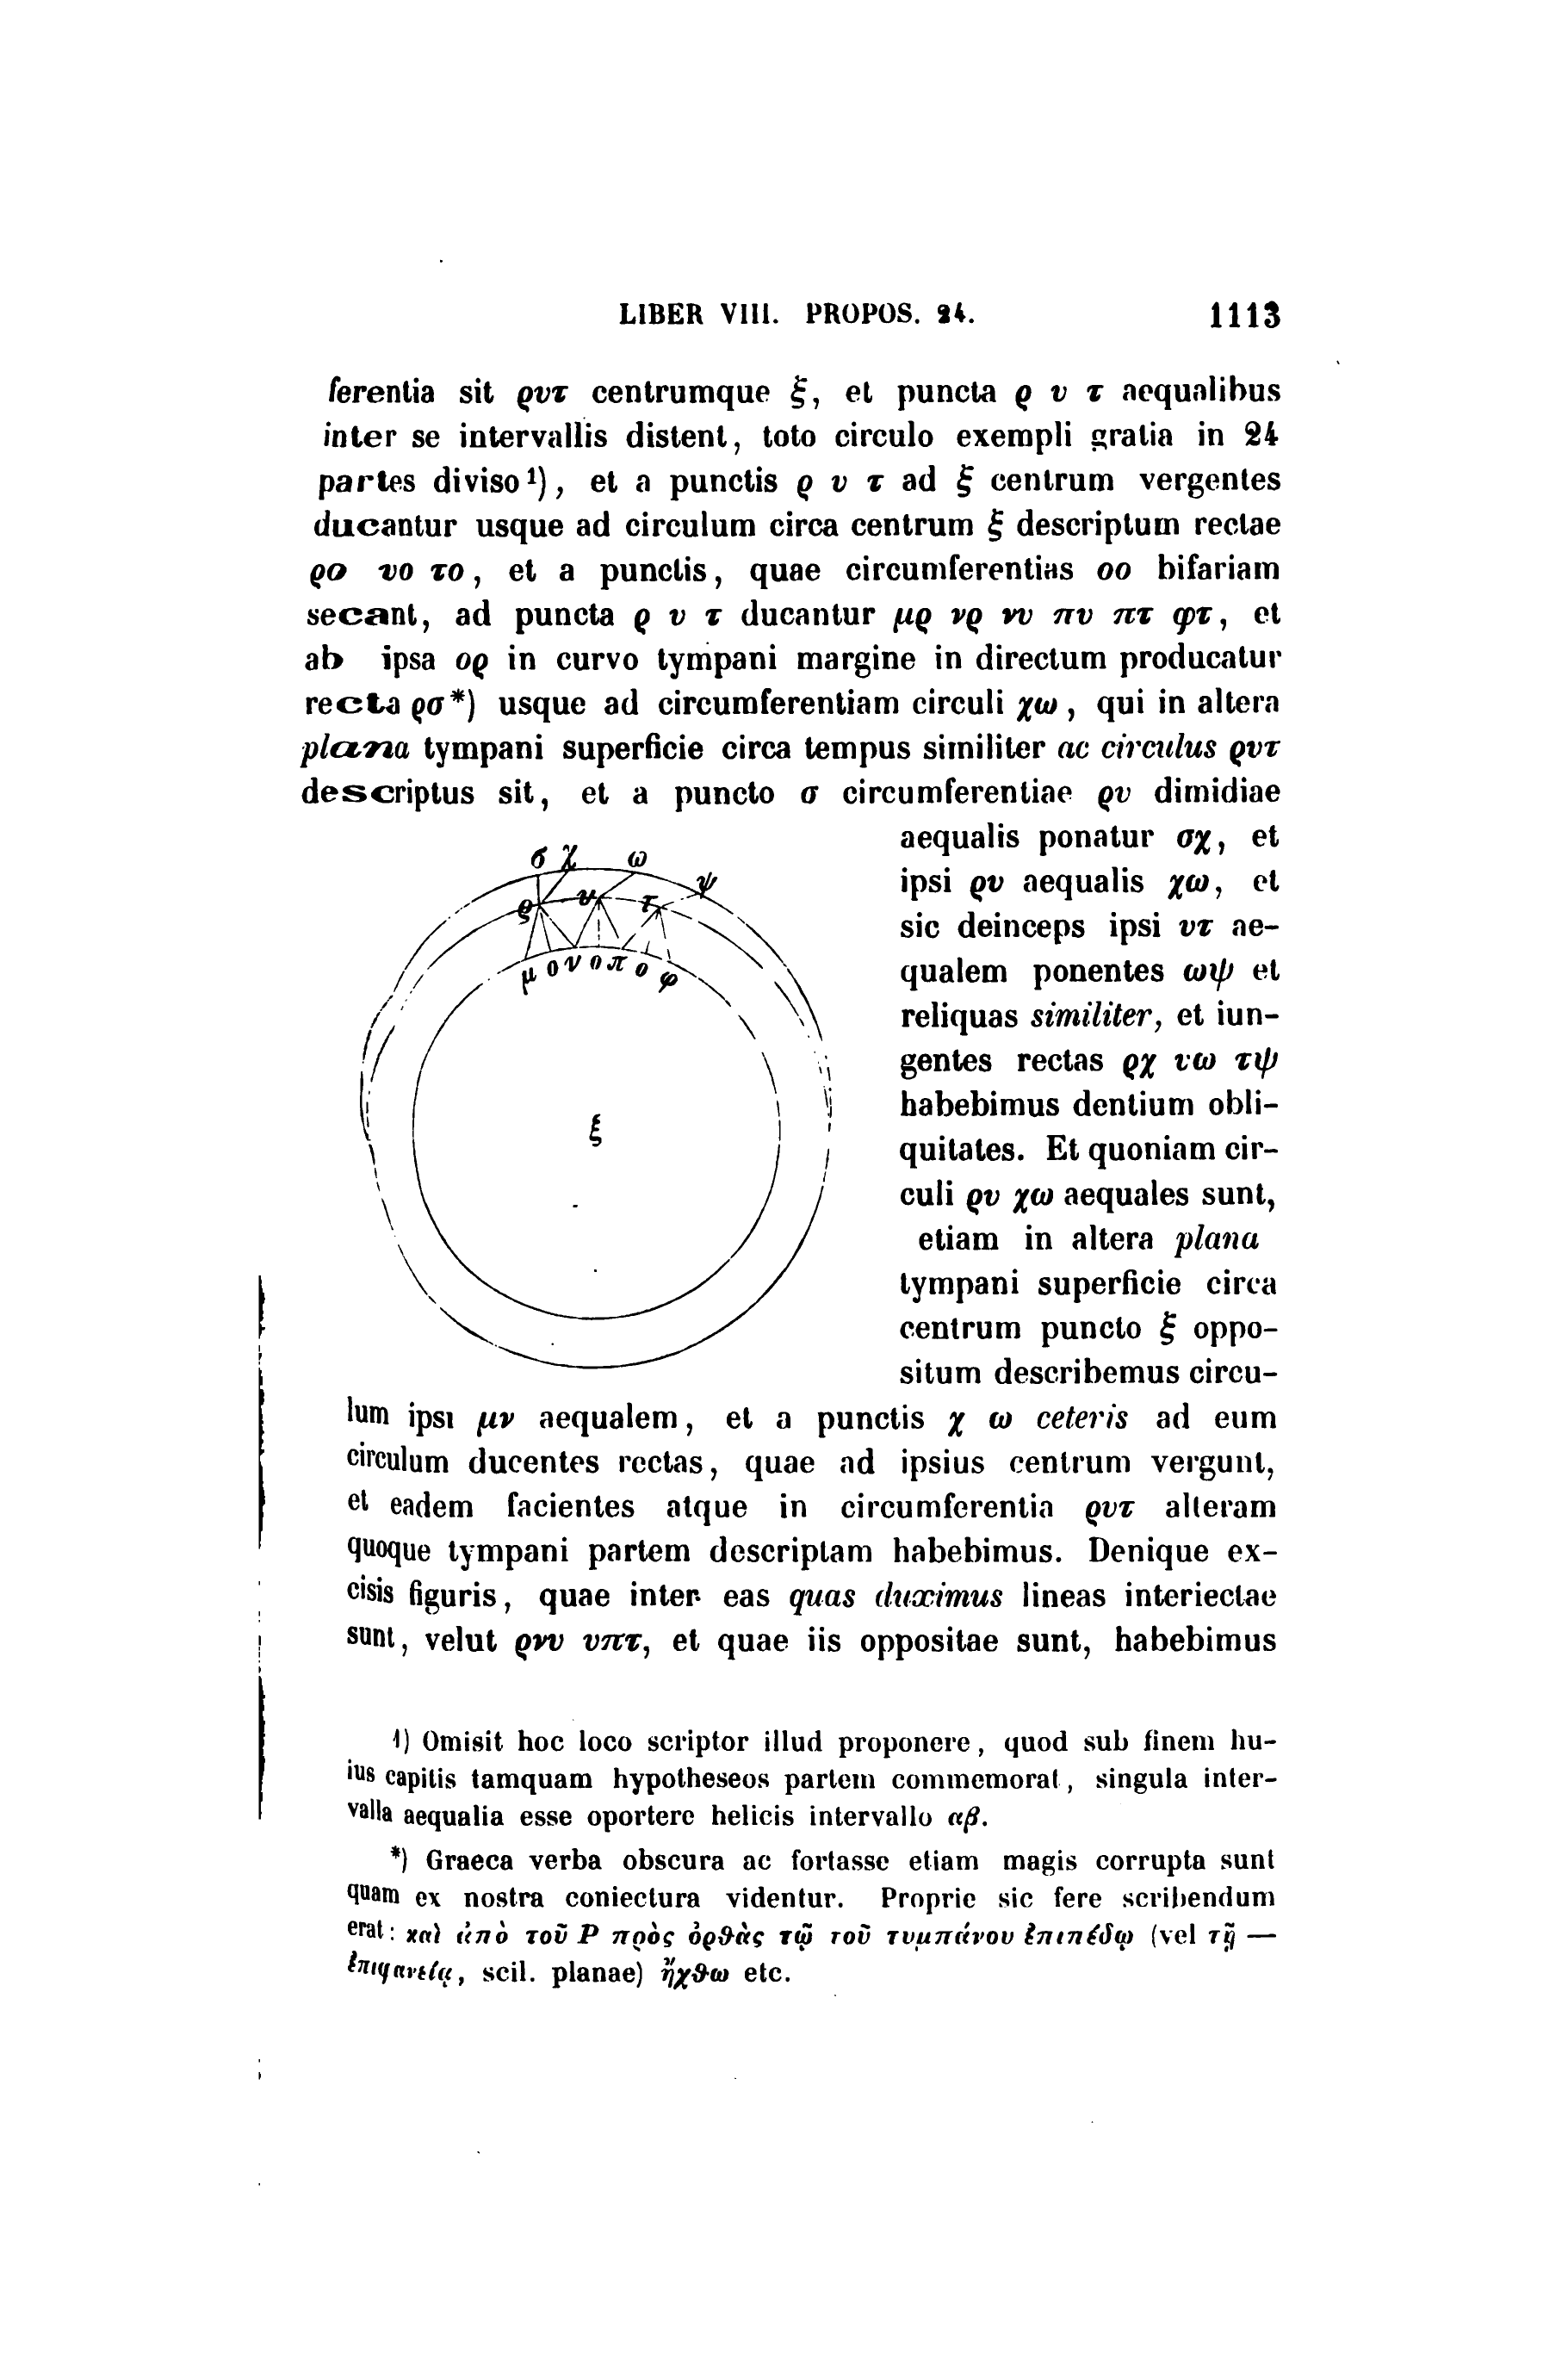 LIBER VIII. PROPOS. 24. 1113
ferentia sit ϱυτ centrumque ξ, et puncta ϱ υ τ aequalibus
inter se intervallis distent, toto circulo exempli gratia in 24
partes diviso¹), et a punctis ϱ υ τ ad ξ centrum vergentes
ducantur usque ad circulum circa centrum ξ descriptum rectae
ϱο υο το, et a punctis, quae circumferentias οο bifariam
secant, ad puncta ϱ υ τ ducantur μϱ νϱ νυ πυ πτ φτ, et
ab ipsa οϱ in curvo tympani margine in directum producatur
recta ϱσ*) usque ad circumferentiam circuli χω, qui in altera
plana tympani superficie circa tempus similiter ac circulus ϱυτ
descriptus sit, et a puncto σ circumferentiae ϱυ dimidiae
aequalis ponatur σχ, et
ipsi ϱυ aequalis χω, et
sic deinceps ipsi υτ ae-
qualem ponentes ωψ et
reliquas similiter, et iun-
gentes rectas ϱχ υω τψ
habebimus dentium obli-
quitates. Et quoniam cir-
culi ϱυ χω aequales sunt,
etiam in altera plana
tympani superficie circa
centrum puncto ξ oppo-
situm describemus circu-
σ χ ω ψ
ϱ υ τ
μ ο ν ο π ο φ
ξ
lum ipsi μν aequalem, et a punctis χ ω ceteris ad eum
circulum ducentes rectas, quae ad ipsius centrum vergunt,
et eadem facientes atque in circumferentia ϱυτ alteram
quoque tympani partem descriptam habebimus. Denique ex-
cisis figuris, quae inter eas quas duximus lineas interiectae
sunt, velut ϱνυ υπτ, et quae iis oppositae sunt, habebimus
1) Omisit hoc loco scriptor illud proponere, quod sub finem hu-
ius capitis tamquam hypotheseos partem commemorat, singula inter-
valla aequalia esse oportere helicis intervallo αβ.
*) Graeca verba obscura ac fortasse etiam magis corrupta sunt
quam ex nostra coniectura videntur. Proprie sic fere scribendum
erat: καὶ ἀπὸ τοῦ Ρ πρὸς ὀρϑὰς τῷ τοῦ τυμπάνου ἐπιπέδῳ (vel τῇ —
ἐπιφανείᾳ, scil. planae) ἤχϑω etc.